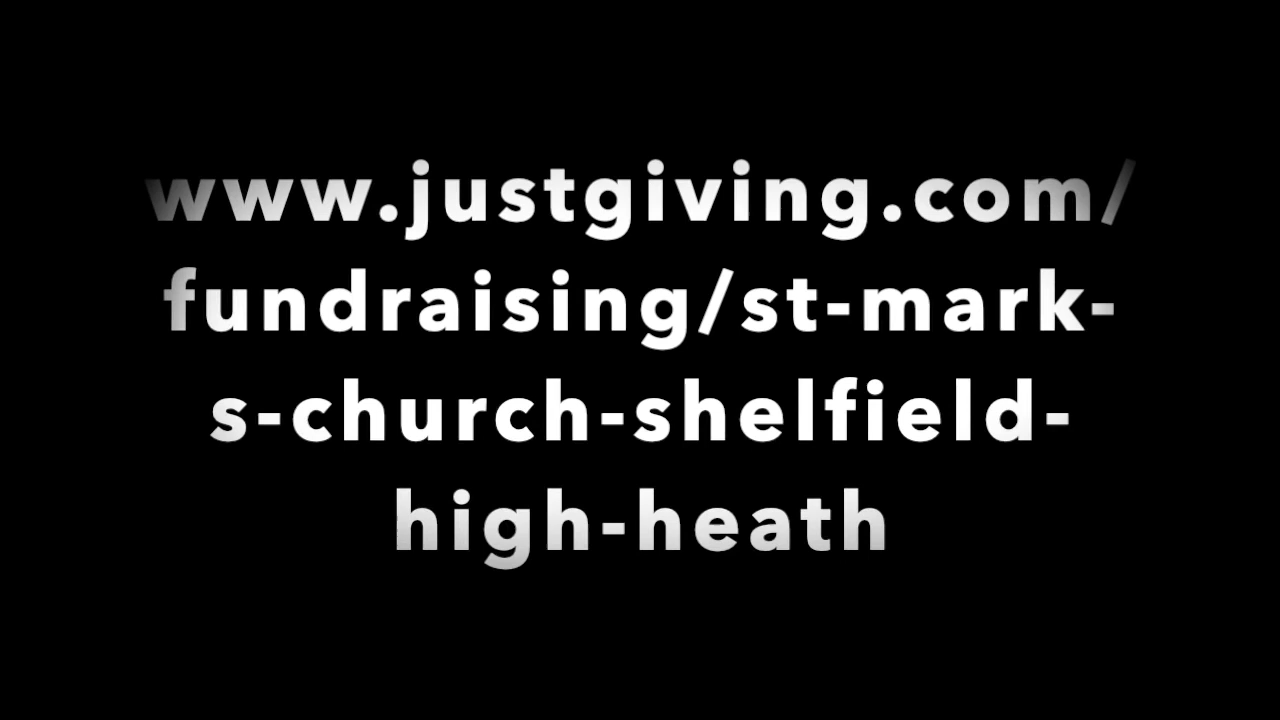 www.justgiving.com/
fundraising/st-mark-
s-church-shelfield-
high-heath